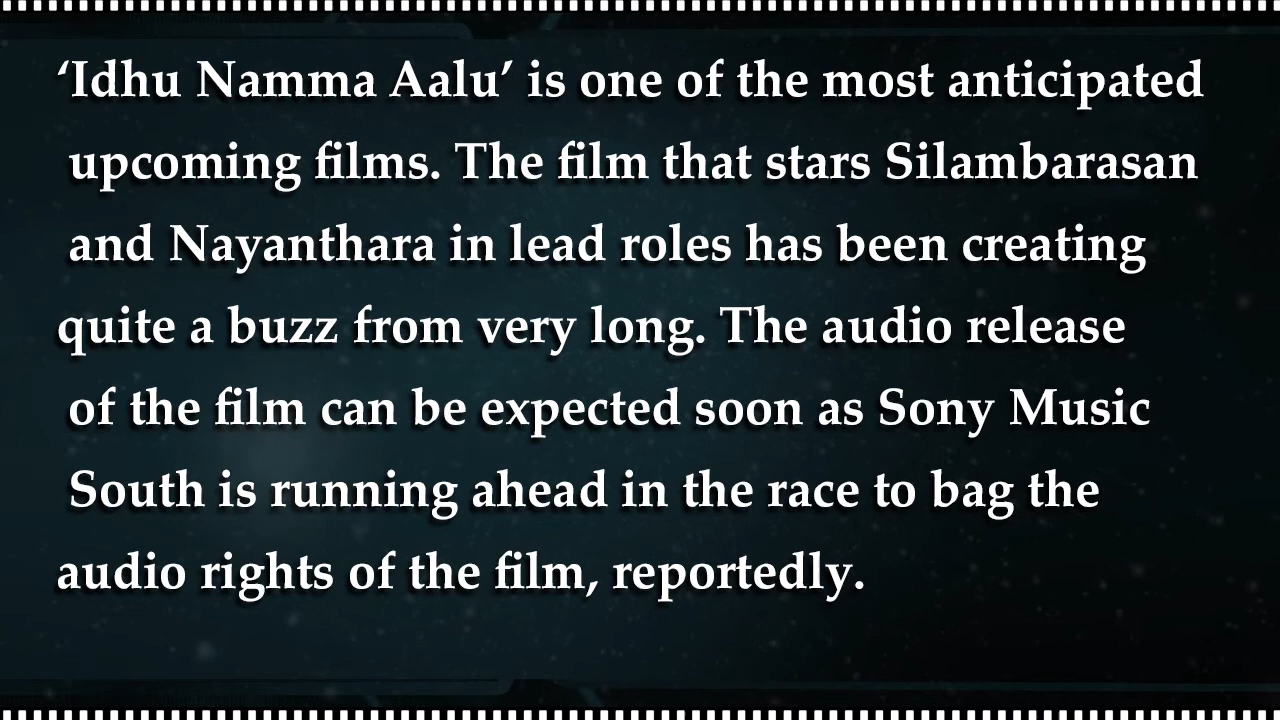 ‘Idhu Namma Aalu’ is one of the most anticipated
upcoming films. The film that stars Silambarasan
and Nayanthara in lead roles has been creating
quite a buzz from very long. The audio release
of the film can be expected soon as Sony Music
South is running ahead in the race to bag the
audio rights of the film, reportedly.